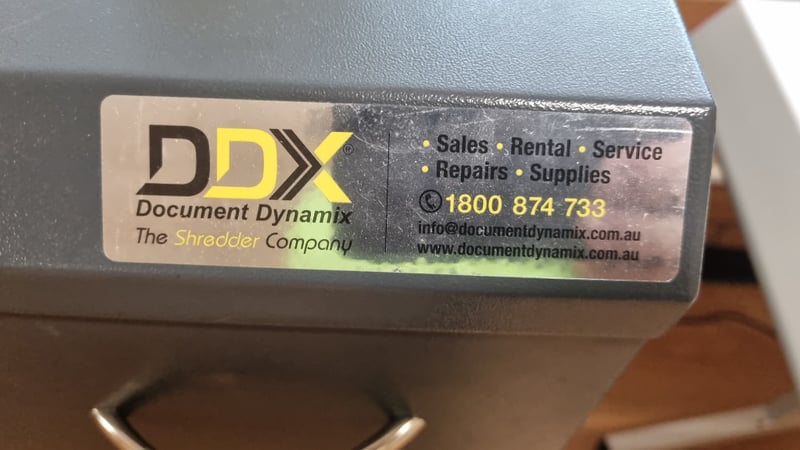 DDX®
Document Dynamix
The Shredder Company
• Sales • Rental • Service
• Repairs • Supplies
1800 874 733
info@documentdynamix.com.au
www.documentdynamix.com.au